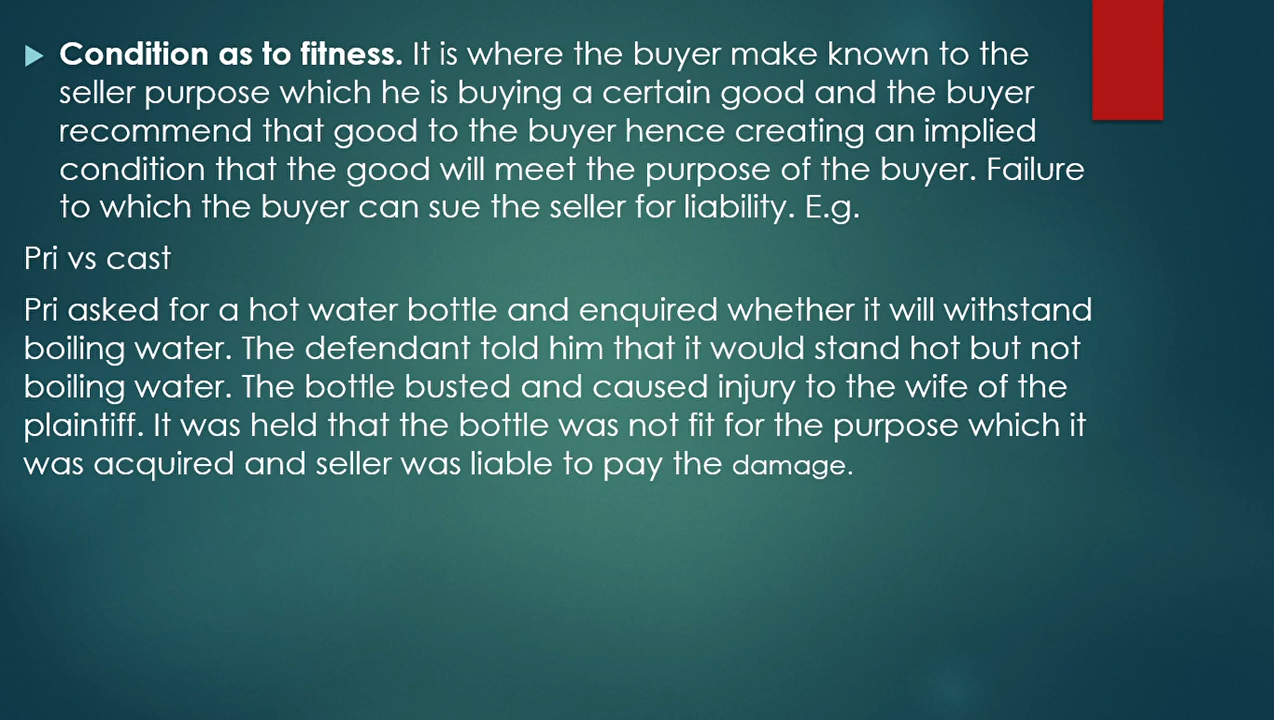 Condition as to fitness. It is where the buyer make known to the
seller purpose which he is buying a certain good and the buyer
recommend that good to the buyer hence creating an implied
condition that the good will meet the purpose of the buyer. Failure
to which the buyer can sue the seller for liability. E.g.
Pri vs cast
Pri asked for a hot water bottle and enquired whether it will withstand
boiling water. The defendant told him that it would stand hot but not
boiling water. The bottle busted and caused injury to the wife of the
plaintiff. It was held that the bottle was not fit for the purpose which it
was acquired and seller was liable to pay the damage.